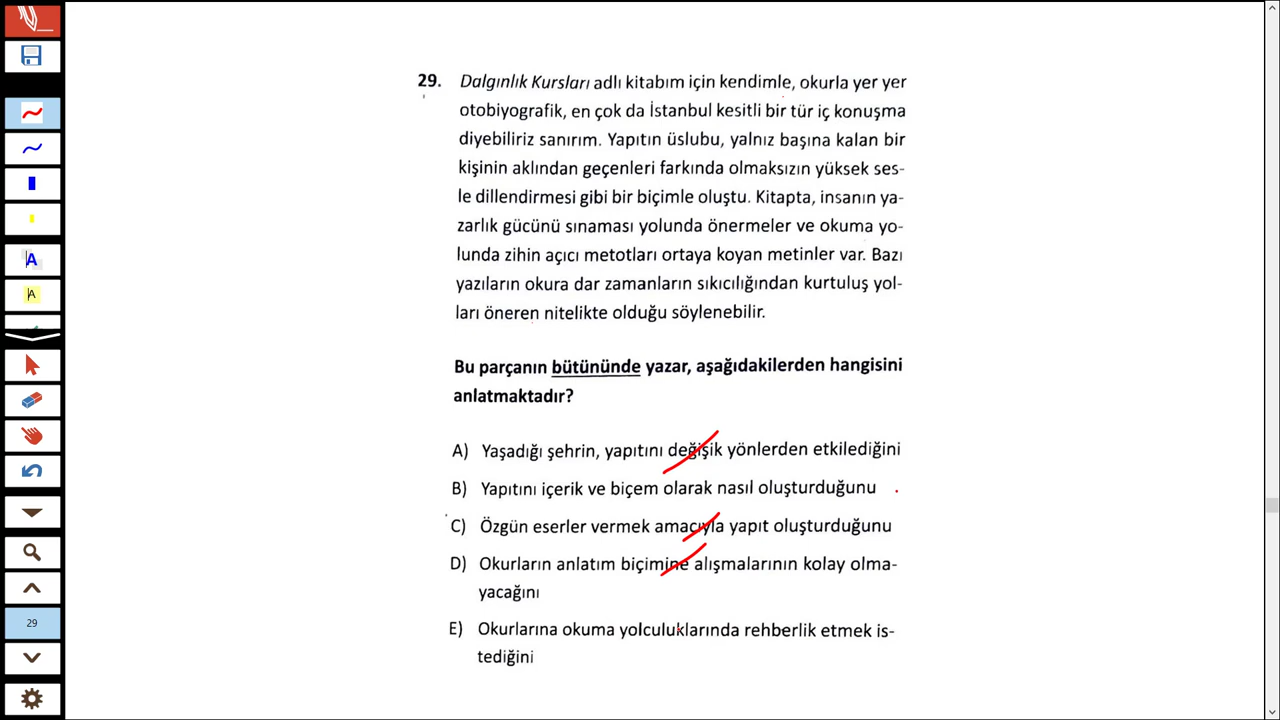 29. Dalgınlık Kursları adlı kitabım için kendimle, okurla yer yer
otobiyografik, en çok da İstanbul kesitli bir tür iç konuşma
diyebiliriz sanırım. Yapıtın üslubu, yalnız başına kalan bir
kişinin aklından geçenleri farkında olmaksızın yüksek ses-
le dillendirmesi gibi bir biçimle oluştu. Kitapta, insanın ya-
zarlık gücünü sınaması yolunda önermeler ve okuma yo-
lunda zihin açıcı metotları ortaya koyan metinler var. Bazı
yazıların okura dar zamanların sıkıcılığından kurtuluş yol-
ları öneren nitelikte olduğu söylenebilir.
Bu parçanın bütününde yazar, aşağıdakilerden hangisini
anlatmaktadır?
A) Yaşadığı şehrin, yapıtını değişik yönlerden etkilediğini
B) Yapıtını içerik ve biçem olarak nasıl oluşturduğunu
C) Özgün eserler vermek amacıyla yapıt oluşturduğunu
D) Okurların anlatım biçimine alışmalarının kolay olma-
yacağını
E) Okurlarına okuma yolculuklarında rehberlik etmek is-
tediğini
A
A
29